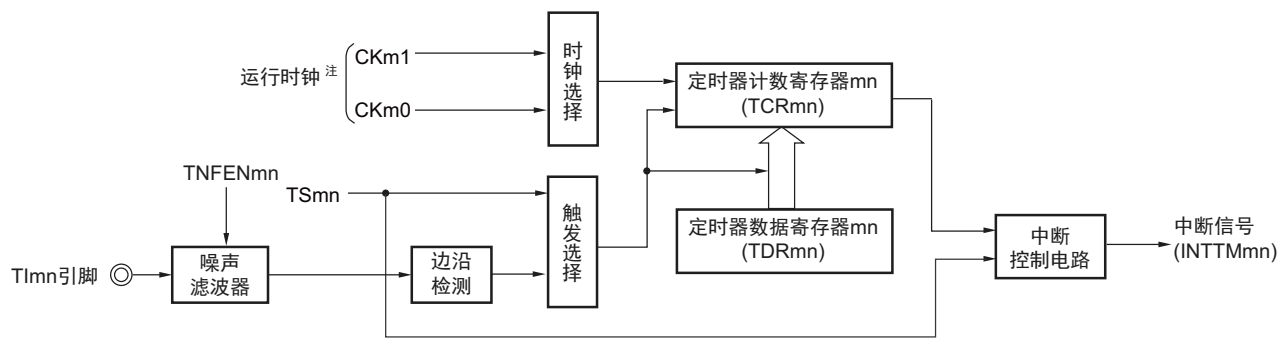 运行时钟 注
CKm1
CKm0
时钟选择
定时器计数寄存器mn
(TCRmn)
TNFENmn
TSmn
触发选择
定时器数据寄存器mn
(TDRmn)
TImn引脚
噪声
滤波器
边沿
检测
中断
控制电路
中断信号
(INTTMmn)